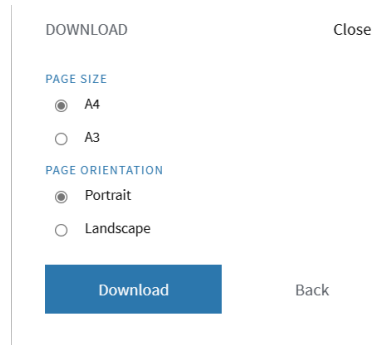 DOWNLOAD Close
PAGE SIZE
A4
A3
PAGE ORIENTATION
Portrait
Landscape
Download Back